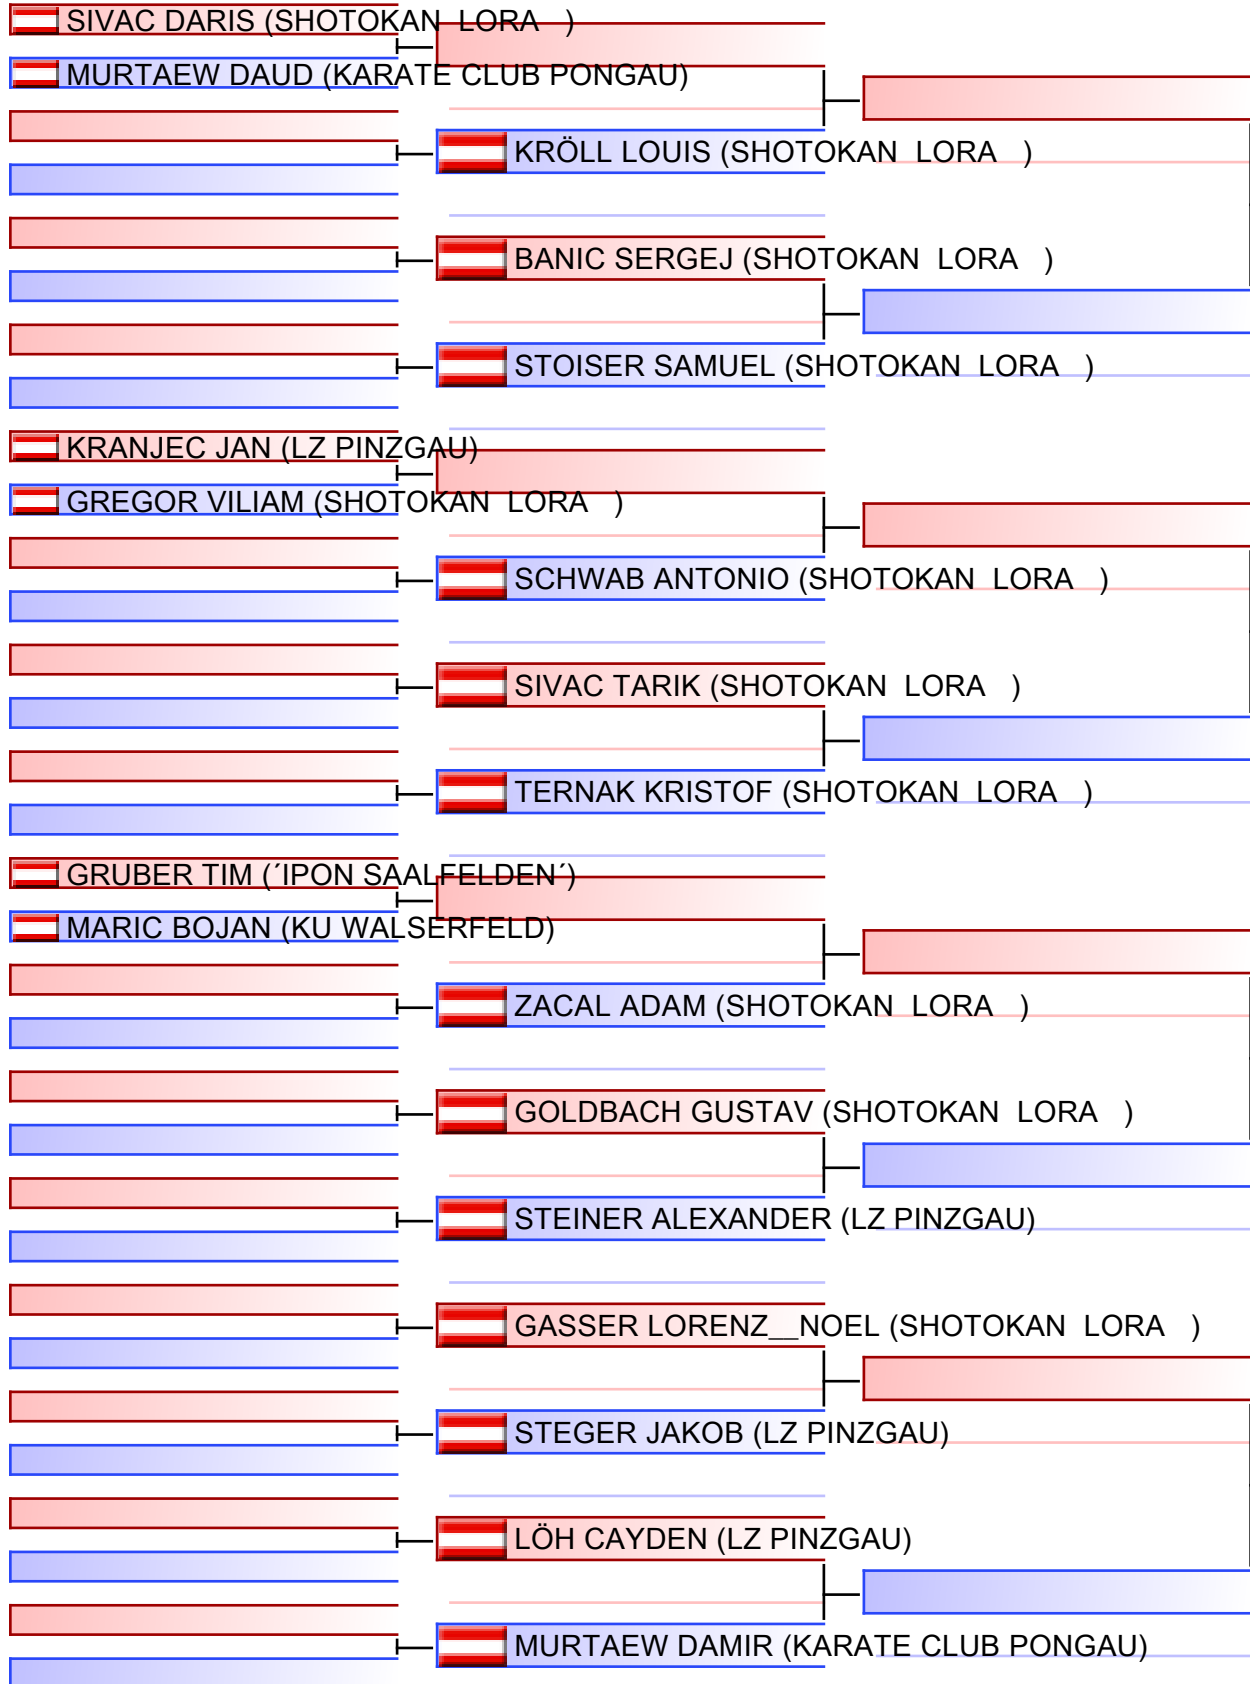 SIVAC DARIS (SHOTOKAN  LORA   )
MURTAEW DAUD (KARATE CLUB PONGAU)
KRÖLL LOUIS (SHOTOKAN  LORA   )
BANIC SERGEJ (SHOTOKAN  LORA   )
STOISER SAMUEL (SHOTOKAN  LORA   )
KRANJEC JAN (LZ PINZGAU)
GREGOR VILIAM (SHOTOKAN  LORA   )
SCHWAB ANTONIO (SHOTOKAN  LORA   )
SIVAC TARIK (SHOTOKAN  LORA   )
TERNAK KRISTOF (SHOTOKAN  LORA   )
GRUBER TIM (´IPON SAALFELDEN´)
MARIC BOJAN (KU WALSERFELD)
ZACAL ADAM (SHOTOKAN  LORA   )
GOLDBACH GUSTAV (SHOTOKAN  LORA   )
STEINER ALEXANDER (LZ PINZGAU)
GASSER LORENZ__NOEL (SHOTOKAN  LORA   )
STEGER JAKOB (LZ PINZGAU)
LÖH CAYDEN (LZ PINZGAU)
MURTAEW DAMIR (KARATE CLUB PONGAU)